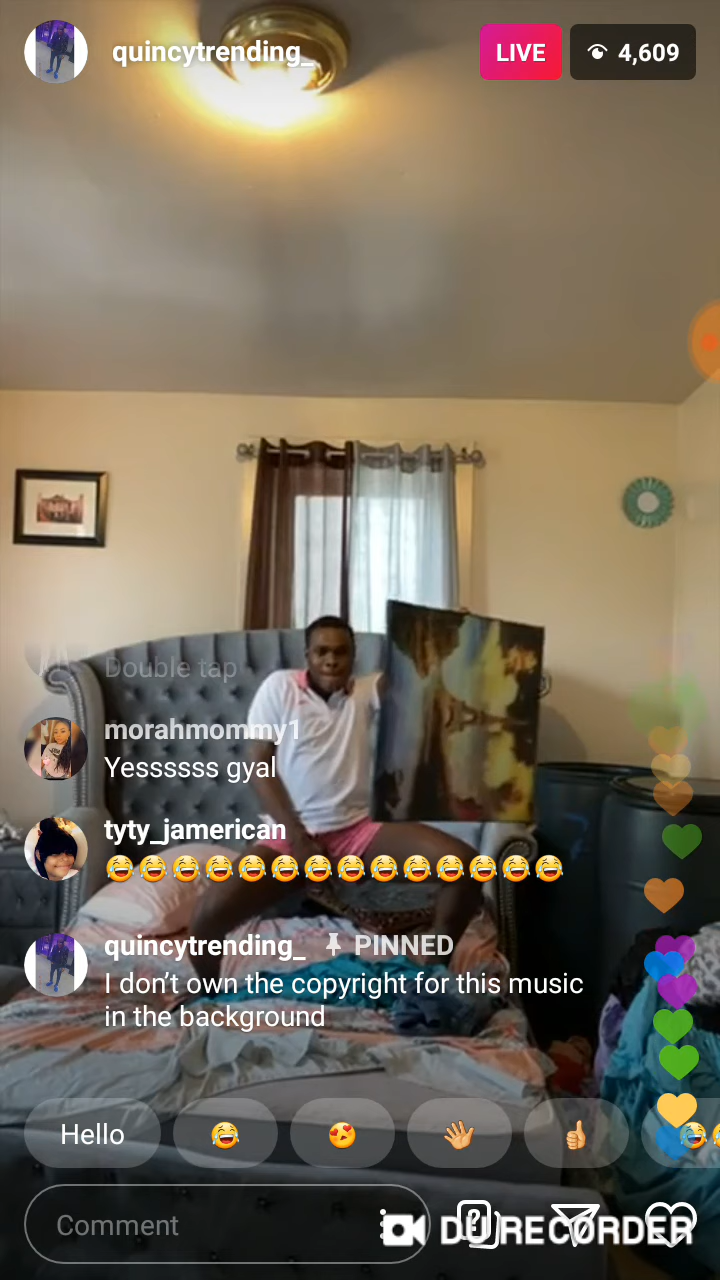 quincytrending_
LIVE
4,609
Double tap
morahmommy1
Yessssss gyal
tyty_jamerican
😂😂😂😂😂😂😂😂😂😂😂😂😂😂
quincytrending_ PINNED
I don’t own the copyright for this music
in the background
Hello 😂 😍 👋 👍 😂
Comment
DU RECORDER